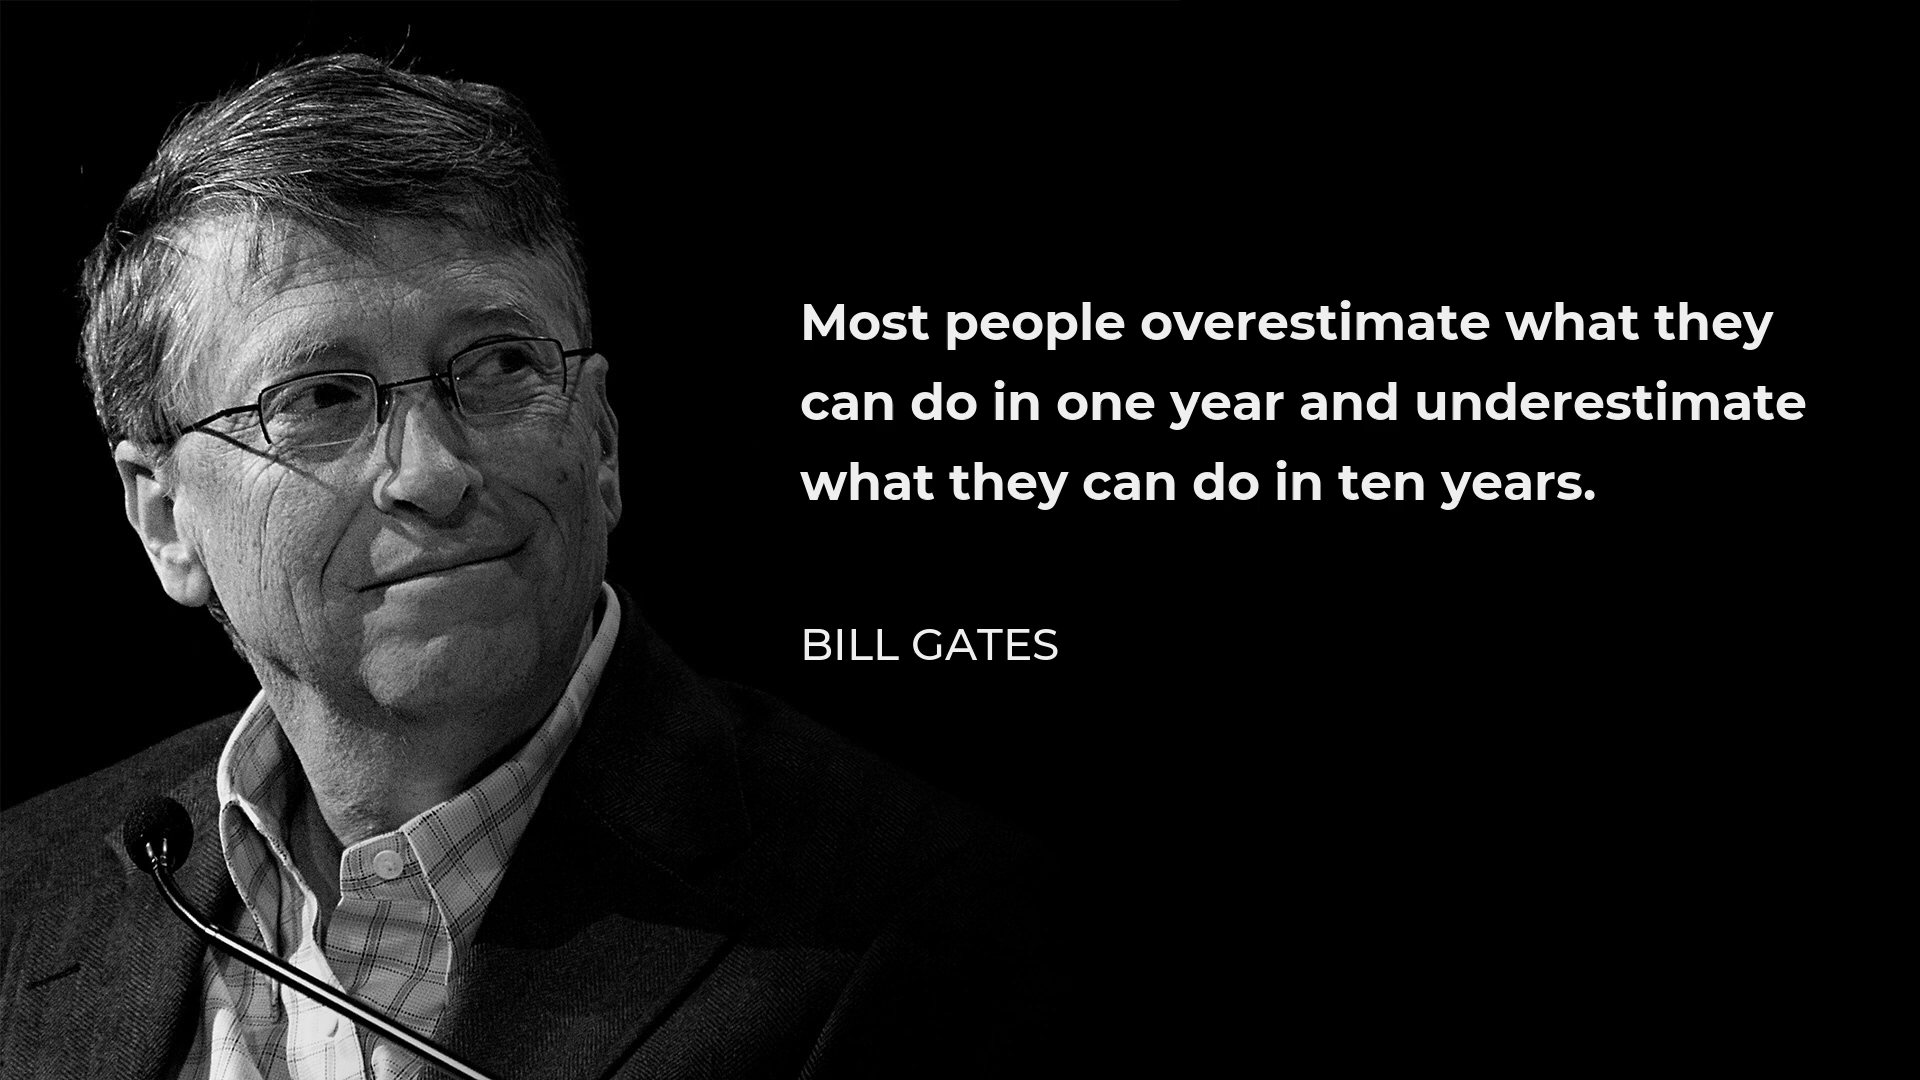 Most people overestimate what they
can do in one year and underestimate
what they can do in ten years.
BILL GATES